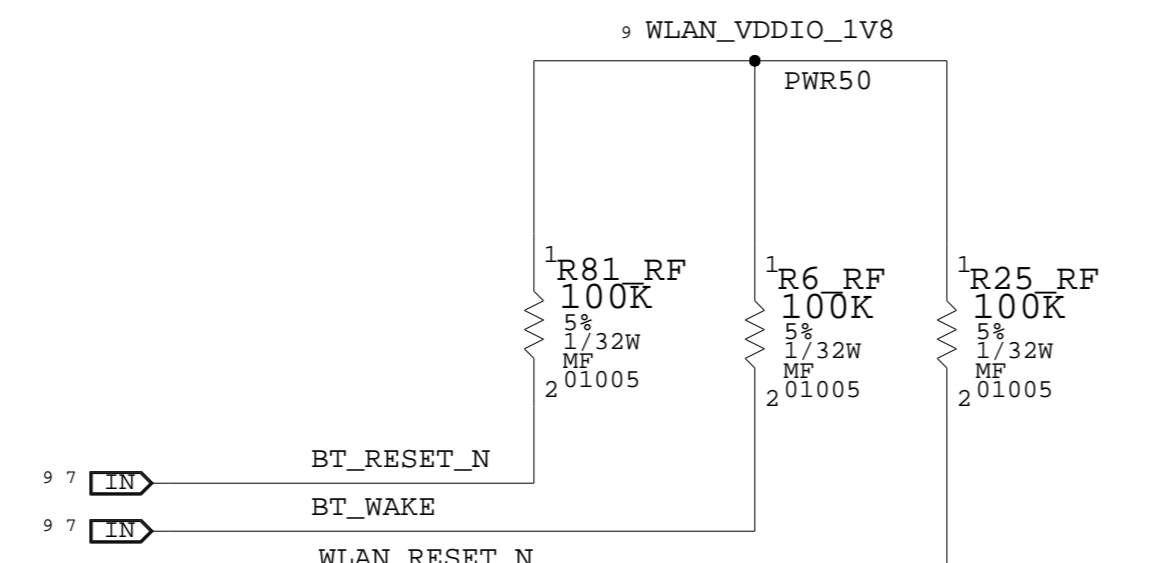 9 WLAN_VDDIO_1V8
PWR50
1
R81_RF
100K
5%
1/32W
MF
01005
2
1
R6_RF
100K
5%
1/32W
MF
01005
2
1
R25_RF
100K
5%
1/32W
MF
01005
2
9 7 IN BT_RESET_N
9 7 IN BT_WAKE
WLAN_RESET_N